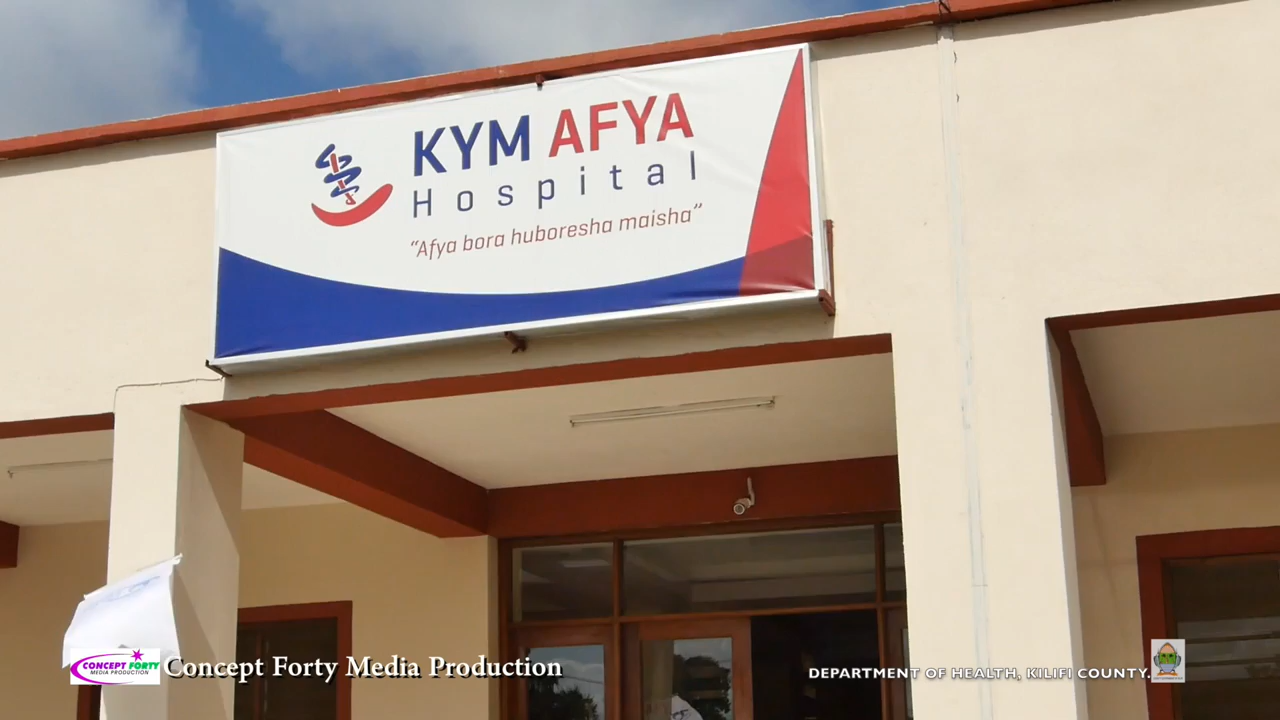 KYM AFYA
Hospital
“Afya bora huboresha maisha”
CONCEPT FORTY
MEDIA PRODUCTION
Concept Forty Media Production
DEPARTMENT OF HEALTH, KILIFI COUNTY.